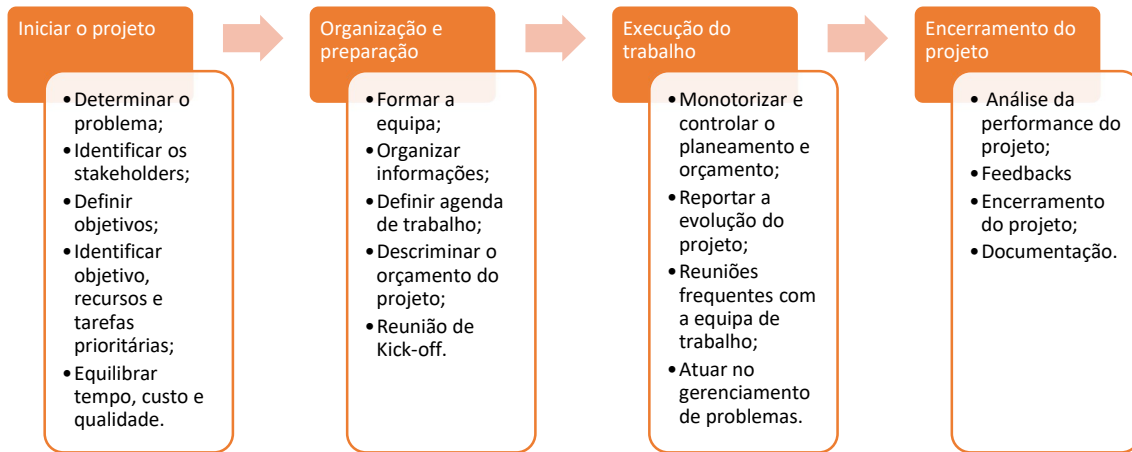 Iniciar o projeto
• Determinar o
problema;
• Identificar os
stakeholders;
• Definir
objetivos;
• Identificar
objetivo,
recursos e
tarefas
prioritárias;
• Equilibrar
tempo, custo e
qualidade.
Organização e
preparação
• Formar a
equipa;
• Organizar
informações;
• Definir agenda
de trabalho;
• Descriminar o
orçamento do
projeto;
• Reunião de
Kick-off.
Execução do
trabalho
• Monotorizar e
controlar o
planeamento e
orçamento;
• Reportar a
evolução do
projeto;
• Reuniões
frequentes com
a equipa de
trabalho;
• Atuar no
gerenciamento
de problemas.
Encerramento do
projeto
• Análise da
performance do
projeto;
• Feedbacks
• Encerramento
do projeto;
• Documentação.